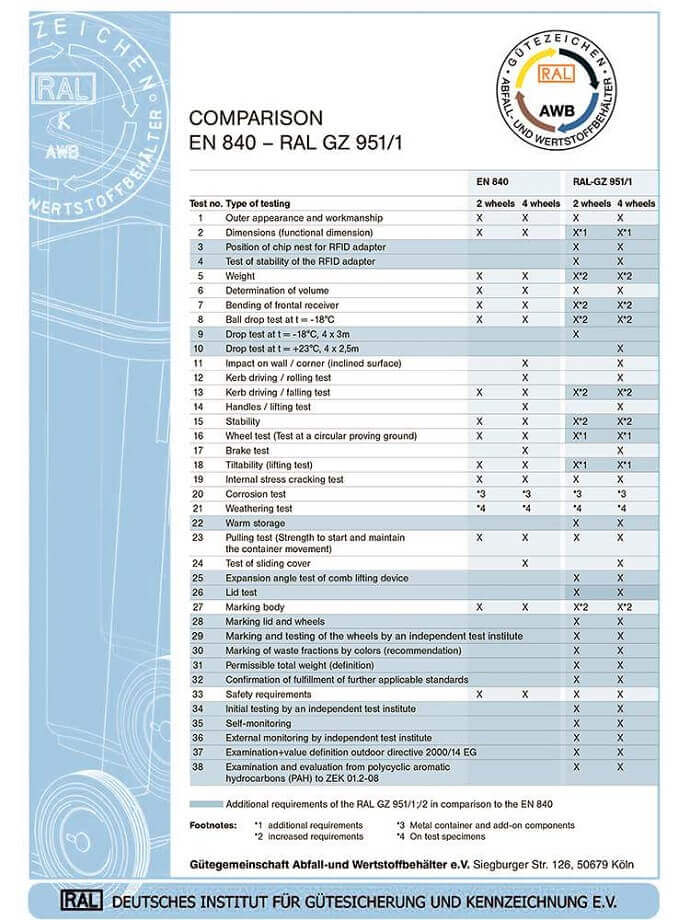 GÜTEZEICHEN
RAL
K
AWB
WERTSTOFFBEHÄLTER
· GÜTEZEICHEN ·
RAL
AWB
ABFALL- UND WERTSTOFFBEHÄLTER
COMPARISON
EN 840 – RAL GZ 951/1
EN 840 RAL-GZ 951/1
Test no. Type of testing 2 wheels 4 wheels 2 wheels 4 wheels
1 Outer appearance and workmanship X X X X
2 Dimensions (functional dimension) X X X*1 X*1
3 Position of chip nest for RFID adapter X X
4 Test of stability of the RFID adapter X X
5 Weight X X X*2 X*2
6 Determination of volume X X X X
7 Bending of frontal receiver X X X*2 X*2
8 Ball drop test at t = -18°C X X X*2 X*2
9 Drop test at t = -18°C, 4 x 3m X
10 Drop test at t = +23°C, 4 x 2,5m X
11 Impact on wall / corner (inclined surface) X X
12 Kerb driving / rolling test X X
13 Kerb driving / falling test X X X*2 X*2
14 Handles / lifting test X X
15 Stability X X X*2 X*2
16 Wheel test (Test at a circular proving ground) X X X*1 X*1
17 Brake test X X
18 Tiltability (lifting test) X X X*1 X*1
19 Internal stress cracking test X X X X
20 Corrosion test *3 *3 *3 *3
21 Weathering test *4 *4 *4 *4
22 Warm storage X X
23 Pulling test (Strength to start and maintain X X X X
the container movement)
24 Test of sliding cover X X
25 Expansion angle test of comb lifting device X X
26 Lid test X X
27 Marking body X X X*2 X*2
28 Marking lid and wheels X X
29 Marking and testing of the wheels by an independent test institute X X
30 Marking of waste fractions by colors (recommendation) X X
31 Permissible total weight (definition) X X
32 Confirmation of fulfillment of further applicable standards X X
33 Safety requirements X X X X
34 Initial testing by an independent test institute X X
35 Self-monitoring X X
36 External monitoring by independent test institute X X
37 Examination+value definition outdoor directive 2000/14 EG X X
38 Examination and evaluation from polycyclic aromatic X X
hydrocarbons (PAH) to ZEK 01.2-08
Additional requirements of the RAL GZ 951/1;/2 in comparison to the EN 840
Footnotes: *1 additional requirements *3 Metal container and add-on components
*2 increased requirements *4 On test specimens
Gütegemeinschaft Abfall-und Wertstoffbehälter e.V. Siegburger Str. 126, 50679 Köln
RAL DEUTSCHES INSTITUT FÜR GÜTESICHERUNG UND KENNZEICHNUNG E.V.